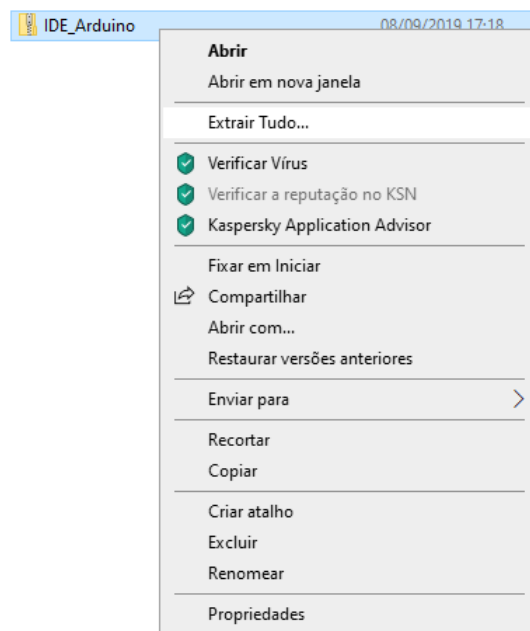 IDE_Arduino 08/09/2019 17:18
Abrir
Abrir em nova janela
Extrair Tudo...
Verificar Vírus
Verificar a reputação no KSN
Kaspersky Application Advisor
Fixar em Iniciar
Compartilhar
Abrir com...
Restaurar versões anteriores
Enviar para
Recortar
Copiar
Criar atalho
Excluir
Renomear
Propriedades